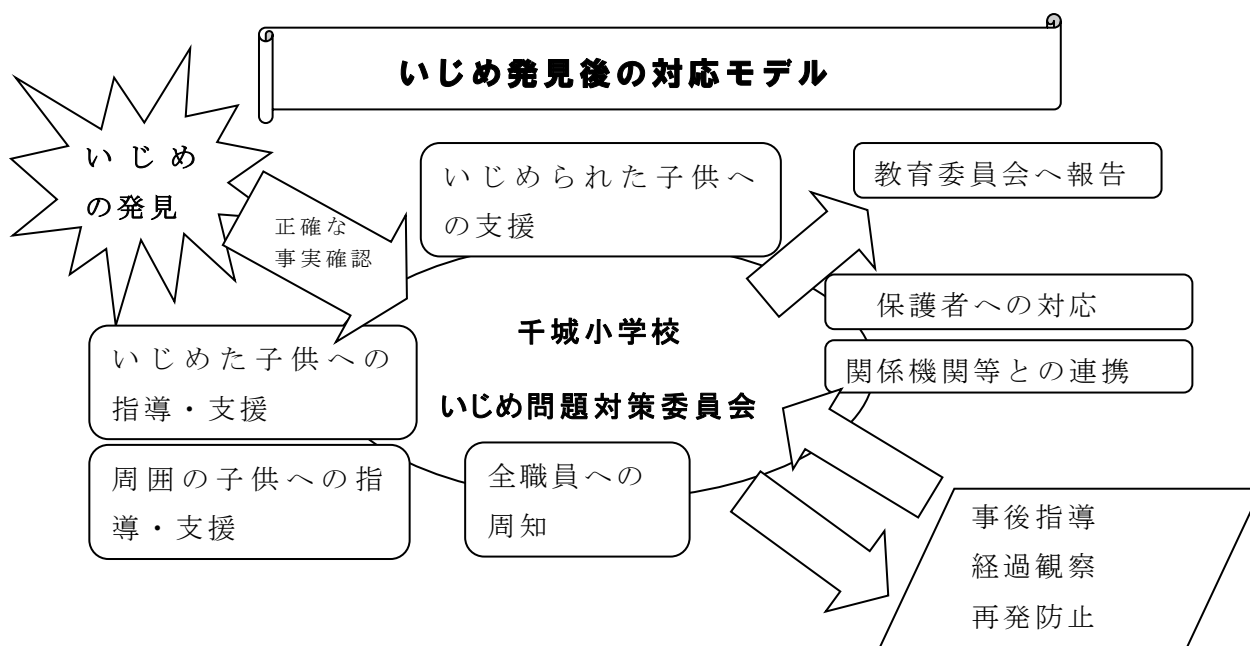 いじめ発見後の対応モデル
いじめ
の発見
正確な
事実確認
いじめられた子供へ
の支援
教育委員会へ報告
保護者への対応
関係機関等との連携
千城小学校
いじめ問題対策委員会
いじめた子供への
指導・支援
周囲の子供への指
導・支援
全職員への
周知
事後指導
経過観察
再発防止